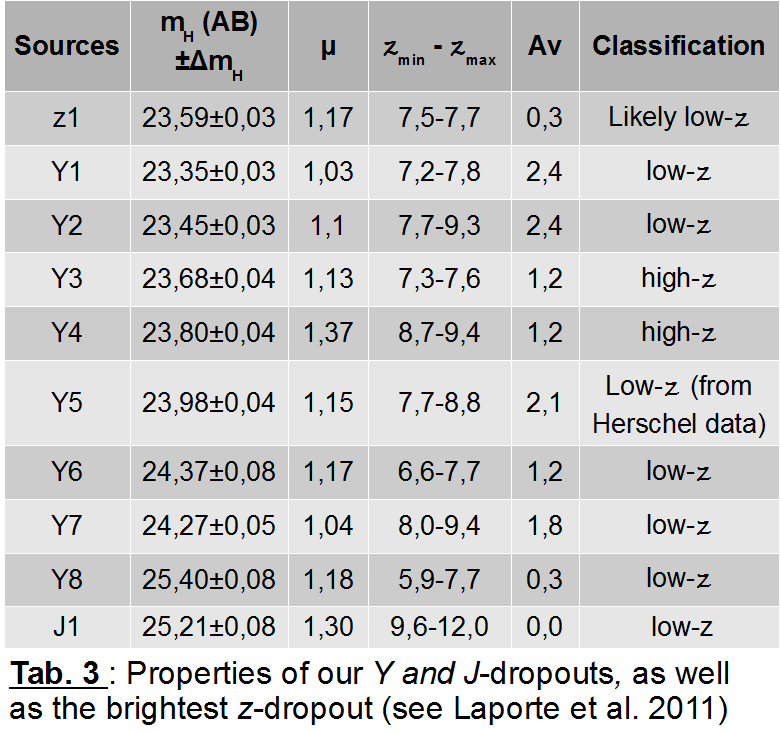 Sources mH (AB) ±ΔmH μ zmin - zmax Av Classification
z1 23,59±0,03 1,17 7,5-7,7 0,3 Likely low-z
Y1 23,35±0,03 1,03 7,2-7,8 2,4 low-z
Y2 23,45±0,03 1,1 7,7-9,3 2,4 low-z
Y3 23,68±0,04 1,13 7,3-7,6 1,2 high-z
Y4 23,80±0,04 1,37 8,7-9,4 1,2 high-z
Y5 23,98±0,04 1,15 7,7-8,8 2,1 Low-z (from Herschel data)
Y6 24,37±0,08 1,17 6,6-7,7 1,2 low-z
Y7 24,27±0,05 1,04 8,0-9,4 1,8 low-z
Y8 25,40±0,08 1,18 5,9-7,7 0,3 low-z
J1 25,21±0,08 1,30 9,6-12,0 0,0 low-z
Tab. 3 : Properties of our Y and J-dropouts, as well
as the brightest z-dropout (see Laporte et al. 2011)